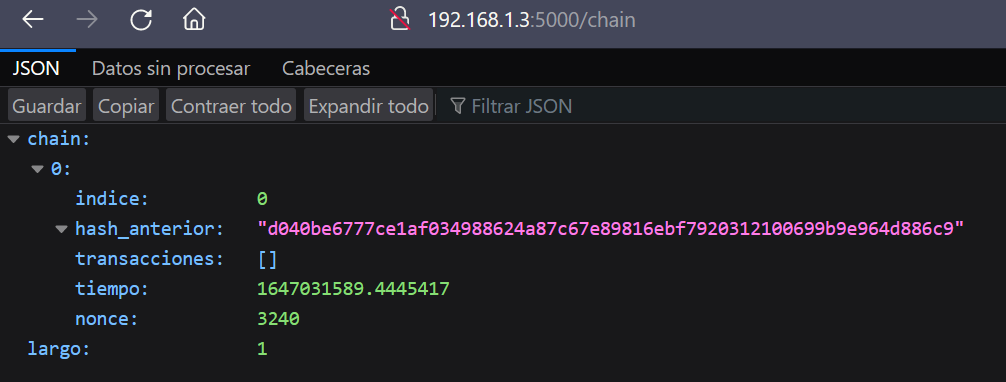 192.168.1.3:5000/chain
JSON Datos sin procesar Cabeceras
Guardar Copiar Contraer todo Expandir todo Filtrar JSON
chain:
0:
indice: 0
hash_anterior: "d040be6777ce1af034988624a87c67e89816ebf7920312100699b9e964d886c9"
transacciones: []
tiempo: 1647031589.4445417
nonce: 3240
largo: 1